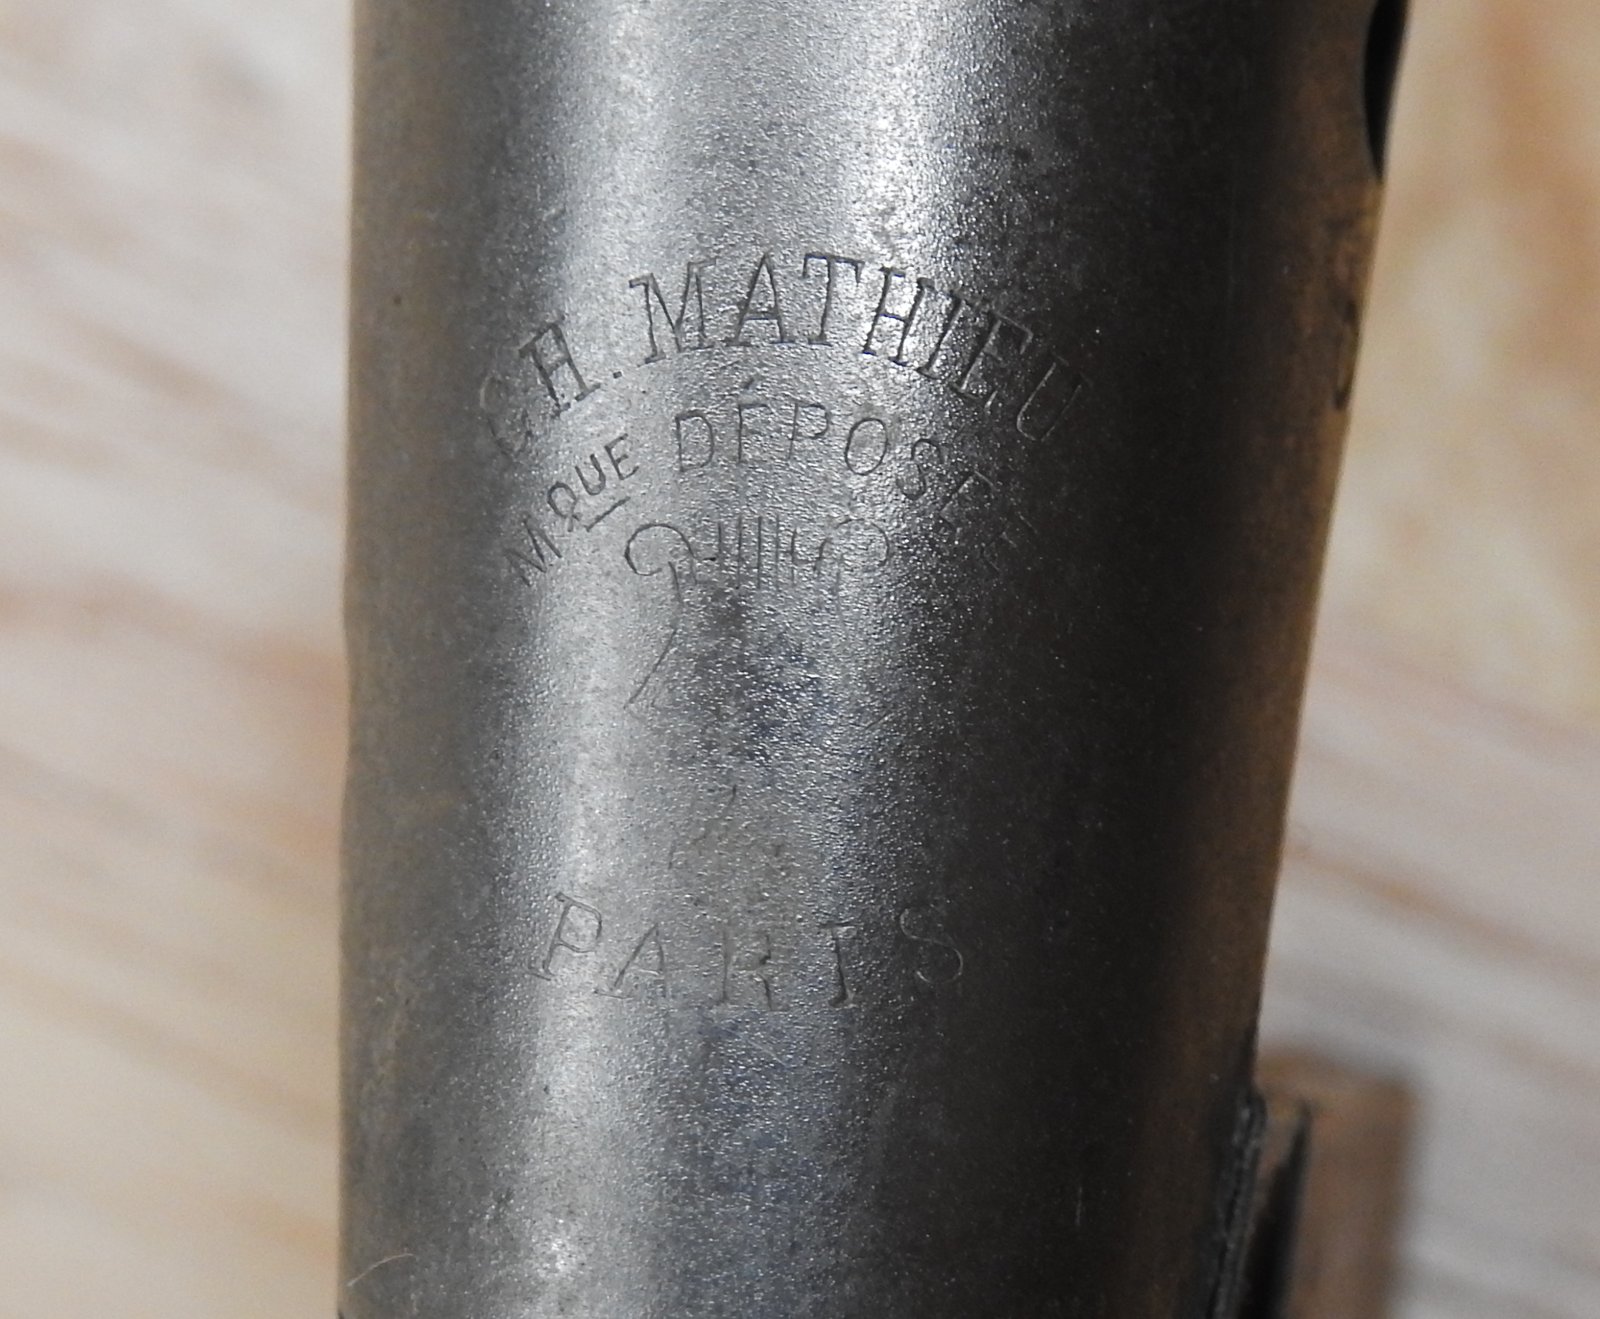 CH. MATHIEU
MQUE DÉPOSÉE
PARIS